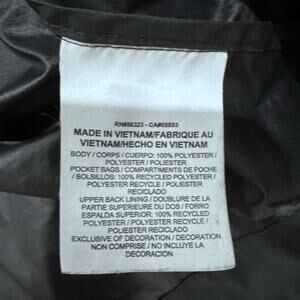 RN#56323 - CA#05553
MADE IN VIETNAM/FABRIQUE AU
VIETNAM/HECHO EN VIETNAM
BODY / CORPS / CUERPO: 100% POLYESTER /
POLYESTER / POLIESTER
POCKET BAGS / COMPARTIMENTS DE POCHE
/ BOLSILLOS: 100% RECYCLED POLYESTER /
POLYESTER RECYCLE / POLIESTER
RECICLADO
UPPER BACK LINING / DOUBLURE DE LA
PARTIE SUPERIEURE DU DOS / FORRO
ESPALDA SUPERIOR: 100% RECYCLED
POLYESTER / POLYESTER RECYCLE /
POLIESTER RECICLADO
EXCLUSIVE OF DECORATION / DECORATION
NON COMPRISE / NO INCLUYE LA
DECORACION